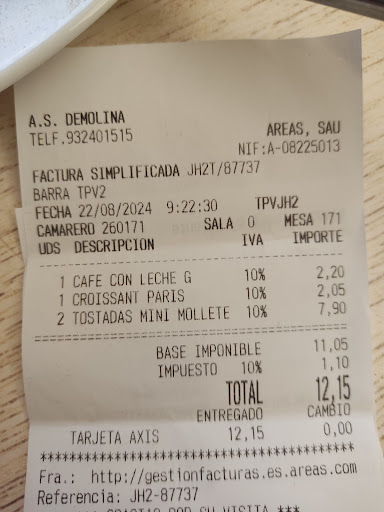 A.S. DEMOLINA
TELF.932401515
AREAS, SAU
NIF:A-08225013
FACTURA SIMPLIFICADA JH2T/87737
BARRA TPV2
FECHA 22/08/2024 9:22:30 TPVJH2
CAMARERO 260171 SALA 0 MESA 171
UDS DESCRIPCION IVA IMPORTE
1 CAFE CON LECHE G 10% 2,20
1 CROISSANT PARIS 10% 2,05
2 TOSTADAS MINI MOLLETE 10% 7,90
BASE IMPONIBLE 11,05
IMPUESTO 10% 1,10
TOTAL 12,15
ENTREGADO CAMBIO
TARJETA AXIS 12,15 0,00
****************************************
Fra.: http://gestionfacturas.es.areas.com
Referencia: JH2-87737
GRACIAS POR SU VISITA ***